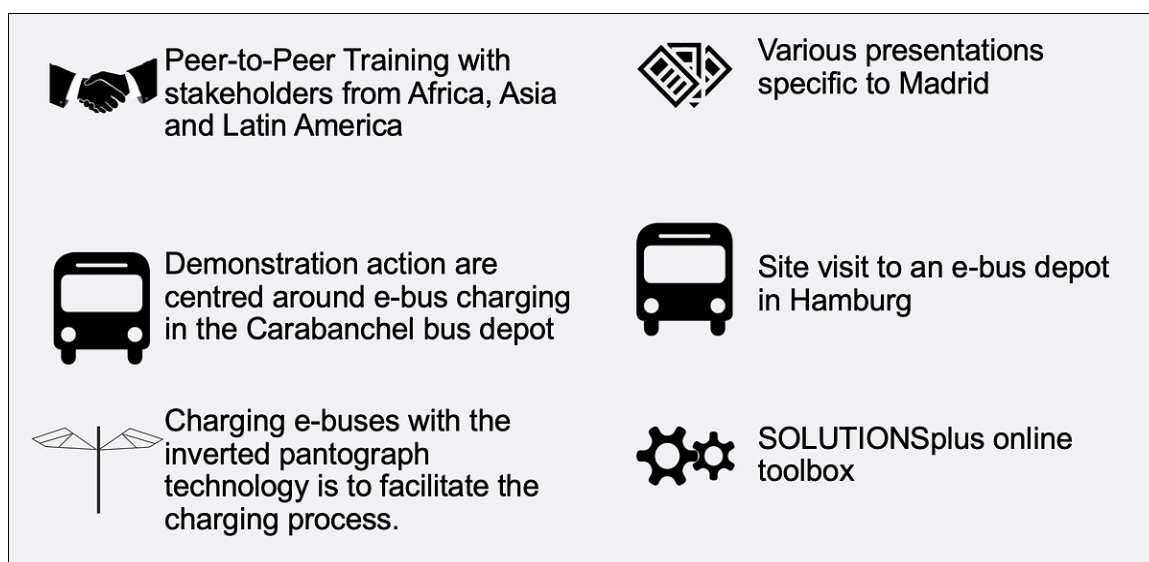 Peer-to-Peer Training with
stakeholders from Africa, Asia
and Latin America
Various presentations
specific to Madrid
Demonstration action are
centred around e-bus charging
in the Carabanchel bus depot
Site visit to an e-bus depot
in Hamburg
Charging e-buses with the
inverted pantograph
technology is to facilitate the
charging process.
SOLUTIONSplus online
toolbox